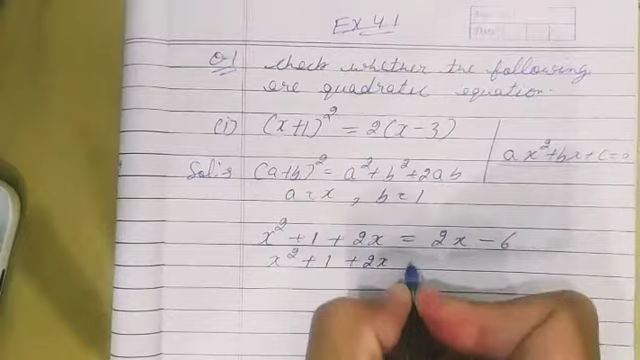 Ex 4.1
Q1 check whether the following are quadratic equation.
(i) (x+1)² = 2(x-3)
ax²+bx+c=0
Sol:- (a+b)² = a²+b²+2ab
a = x , b = 1
x² + 1 + 2x = 2x - 6
x² + 1 + 2x